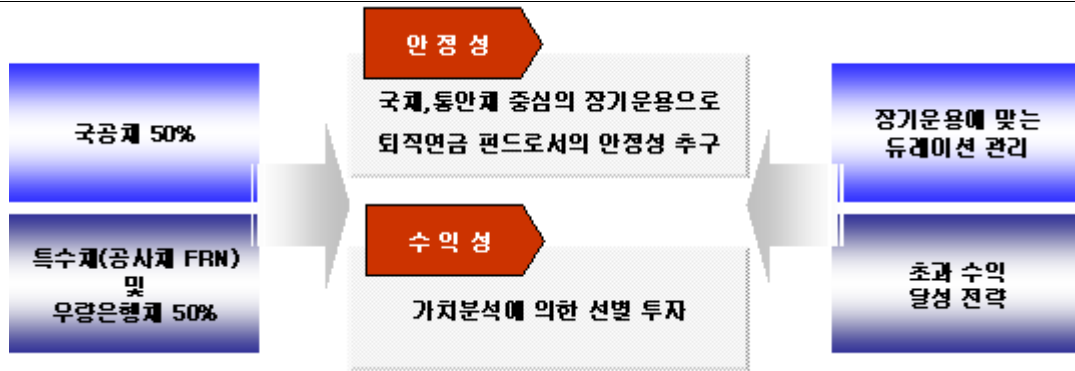 국공채 50%
특수채(공사채 FRN)
및
우량은행채 50%
안 정 성
국채,통안채 중심의 장기운용으로
퇴직연금 펀드로서의 안정성 추구
수 익 성
가치분석에 의한 선별 투자
장기운용에 맞는
듀레이션 관리
초과 수익
달성 전략